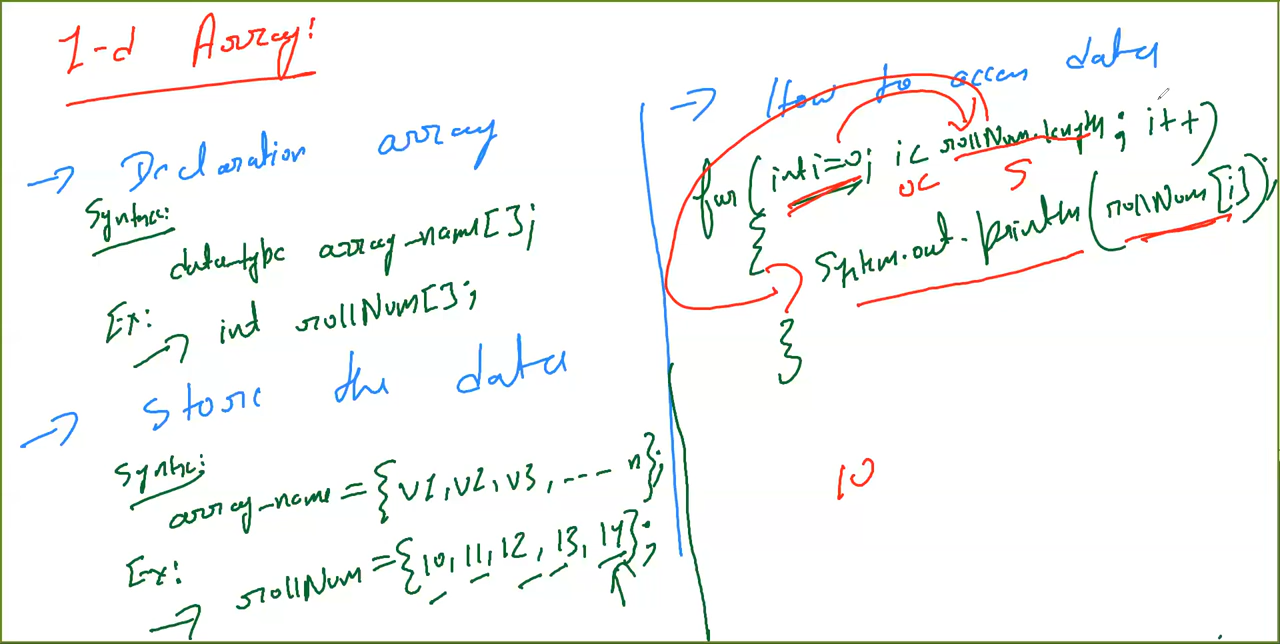 1-d Array:
→ Declaration array
Syntax:
data-type array-name[];
Ex:
→ int rollNum[];
→ Store the data
Syntax:
array-name = {v1, v2, v3, ---- n};
Ex:
→ rollNum = {10, 11, 12, 13, 14};
→ How to access data
for (int i=0; i< rollNum.length; i++)
0< 5
{
System.out.println(rollNum[i]);
}
10